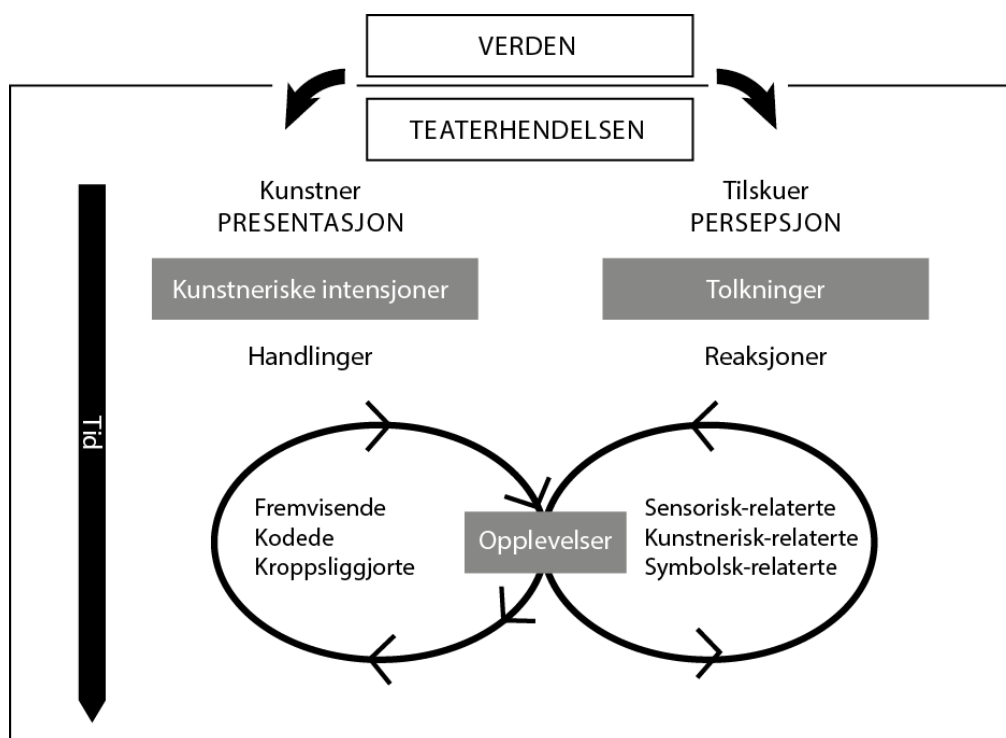 VERDEN
TEATERHENDELSEN
Kunstner
PRESENTASJON
Tilskuer
PERSEPSJON
Kunstneriske intensjoner
Tolkninger
Handlinger
Reaksjoner
Tid
Fremvisende
Kodede
Kroppsliggjorte
Opplevelser
Sensorisk-relaterte
Kunstnerisk-relaterte
Symbolsk-relaterte